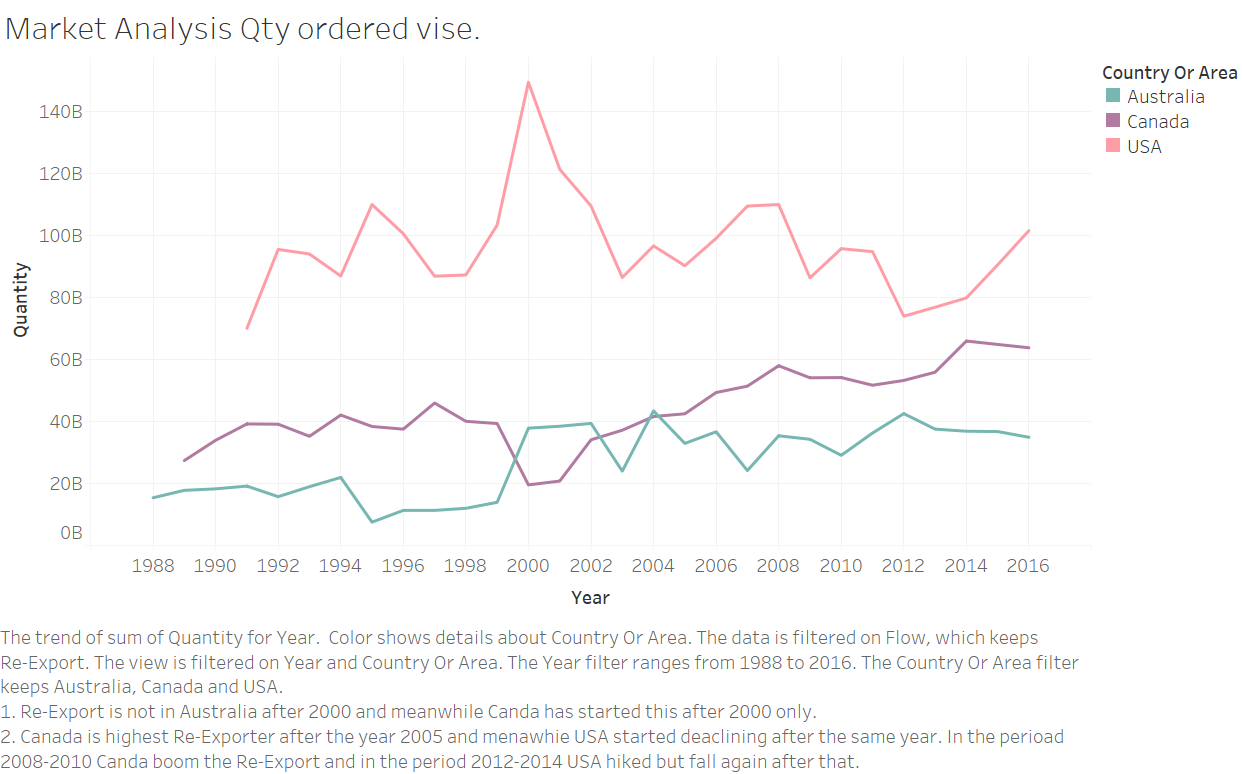 Market Analysis Qty ordered vise.
Country Or Area
Australia
Canada
USA
140B
120B
100B
80B
60B
40B
20B
0B
Quantity
1988 1990 1992 1994 1996 1998 2000 2002 2004 2006 2008 2010 2012 2014 2016
Year
The trend of sum of Quantity for Year.  Color shows details about Country Or Area. The data is filtered on Flow, which keeps
Re-Export. The view is filtered on Year and Country Or Area. The Year filter ranges from 1988 to 2016. The Country Or Area filter
keeps Australia, Canada and USA.
1. Re-Export is not in Australia after 2000 and meanwhile Canda has started this after 2000 only.
2. Canada is highest Re-Exporter after the year 2005 and menawhie USA started deaclining after the same year. In the perioad
2008-2010 Canda boom the Re-Export and in the period 2012-2014 USA hiked but fall again after that.